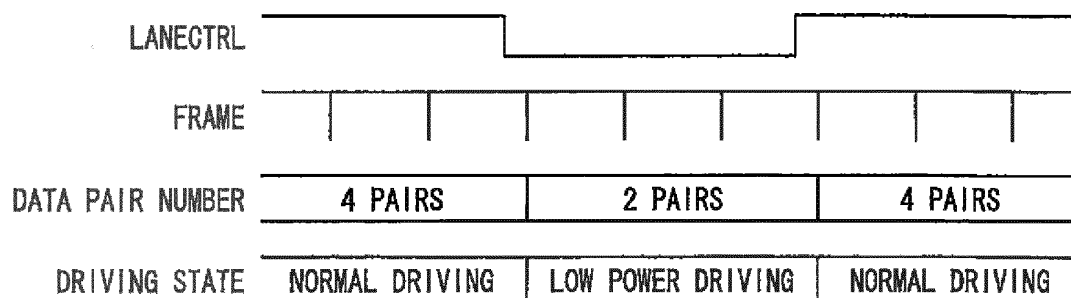 LANECTRL
FRAME
DATA PAIR NUMBER 4 PAIRS 2 PAIRS 4 PAIRS
DRIVING STATE NORMAL DRIVING LOW POWER DRIVING NORMAL DRIVING